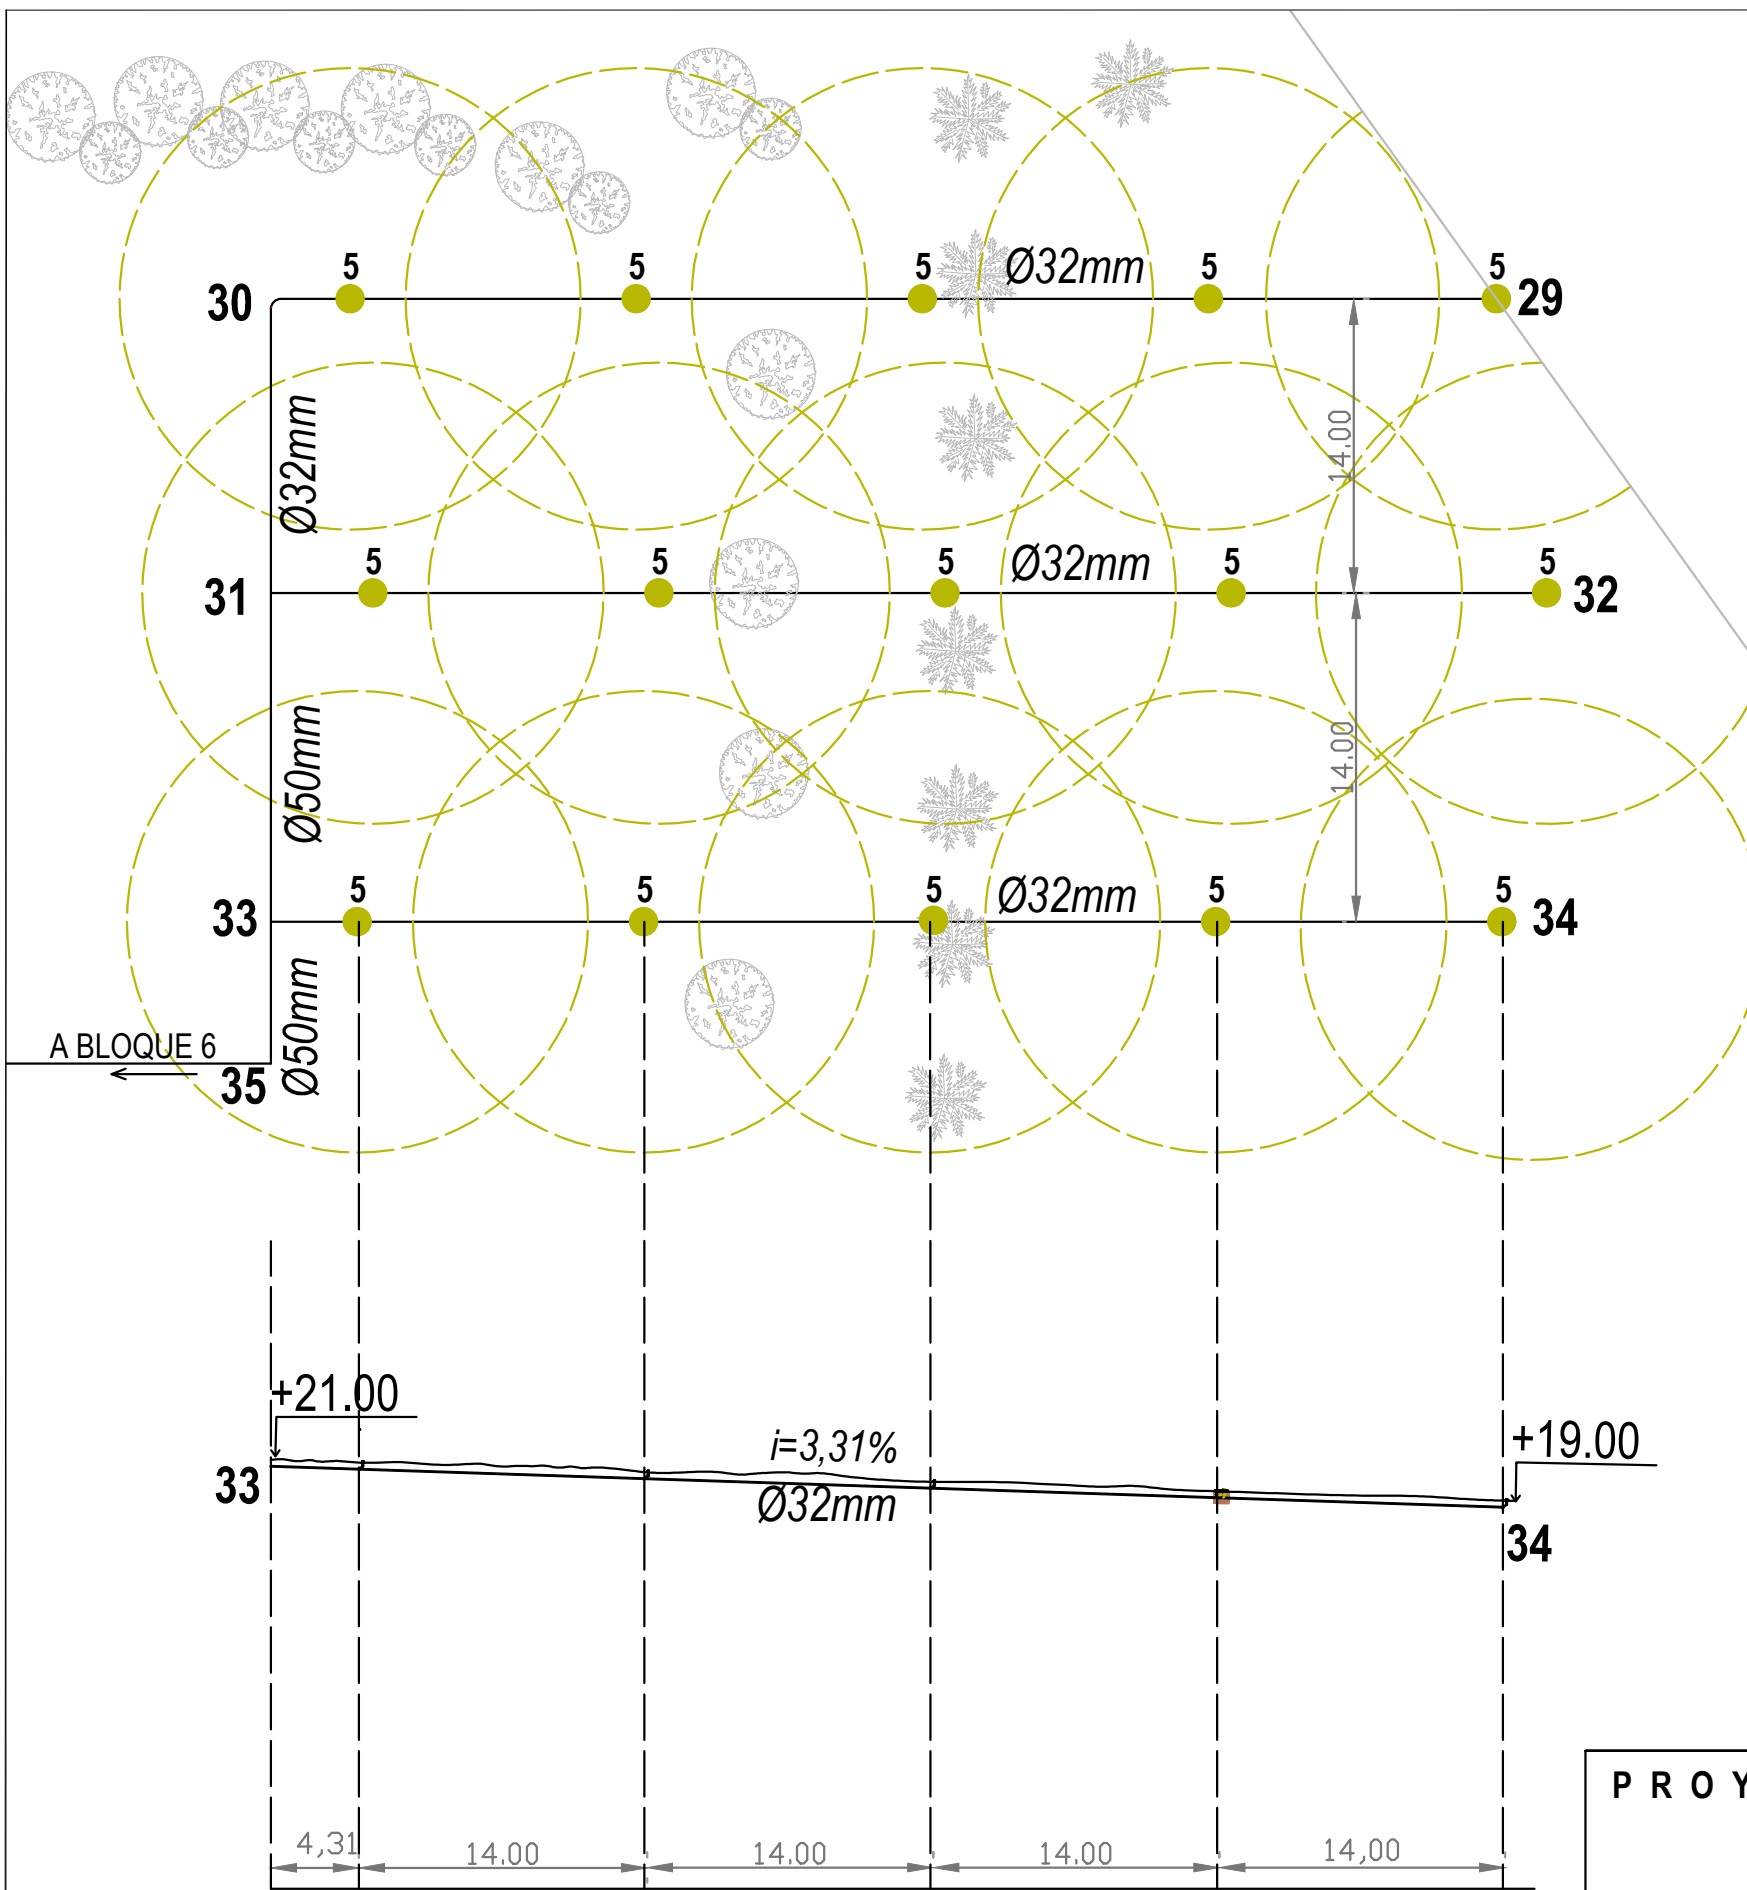 5 5 5 5 5
30 Ø32mm 29
Ø32mm
14.00
5 5 5 5 5
31 Ø32mm 32
Ø50mm
14.00
5 5 5 5 5
33 Ø32mm 34
Ø50mm
A BLOQUE 6
35
+21.00
i=3,31%
+19.00
33
Ø32mm
34
P R O Y
4,31 14.00 14.00 14.00 14,00